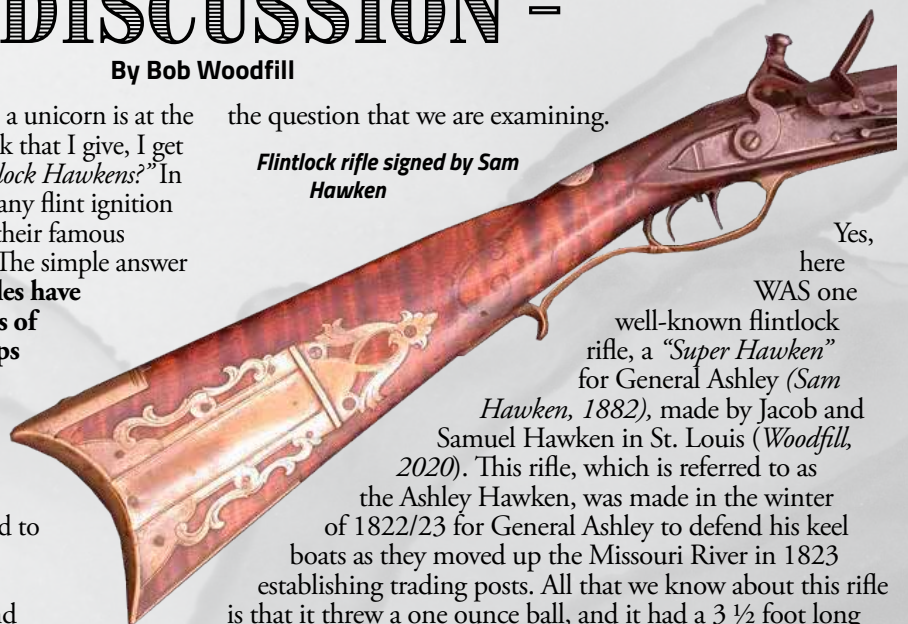 DISCUSSION –
By Bob Woodfill
a unicorn is at the
k that I give, I get
lock Hawkens?” In
any flint ignition
their famous
The simple answer
les have
s of
ps
d to
nd
the question that we are examining.
Flintlock rifle signed by Sam
Hawken
Yes,
here
WAS one
well-known flintlock
rifle, a “Super Hawken”
for General Ashley (Sam
Hawken, 1882), made by Jacob and
Samuel Hawken in St. Louis (Woodfill,
2020). This rifle, which is referred to as
the Ashley Hawken, was made in the winter
of 1822/23 for General Ashley to defend his keel
boats as they moved up the Missouri River in 1823
establishing trading posts. All that we know about this rifle
is that it threw a one ounce ball, and it had a 3 ½ foot long